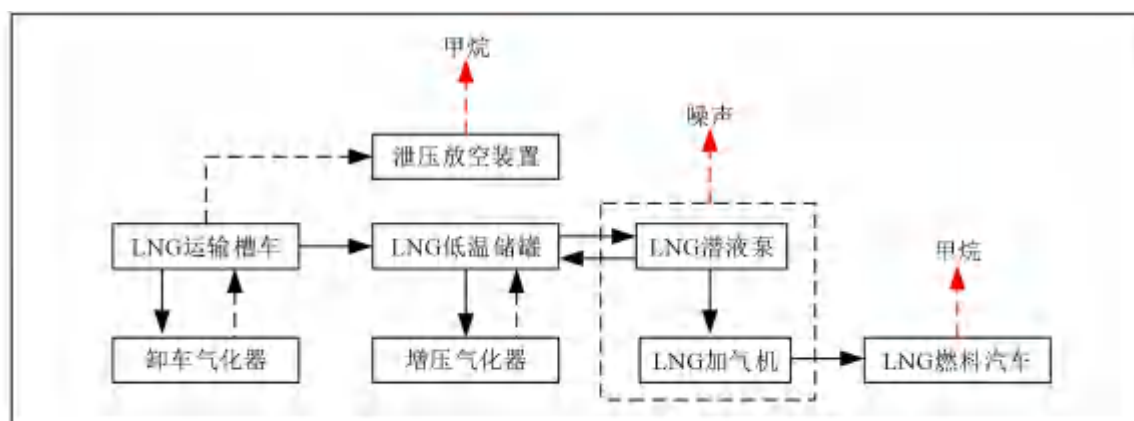 甲烷
噪声
泄压放空装置
LNG运输槽车
LNG低温储罐
LNG潜液泵
甲烷
卸车气化器
增压气化器
LNG加气机
LNG燃料汽车